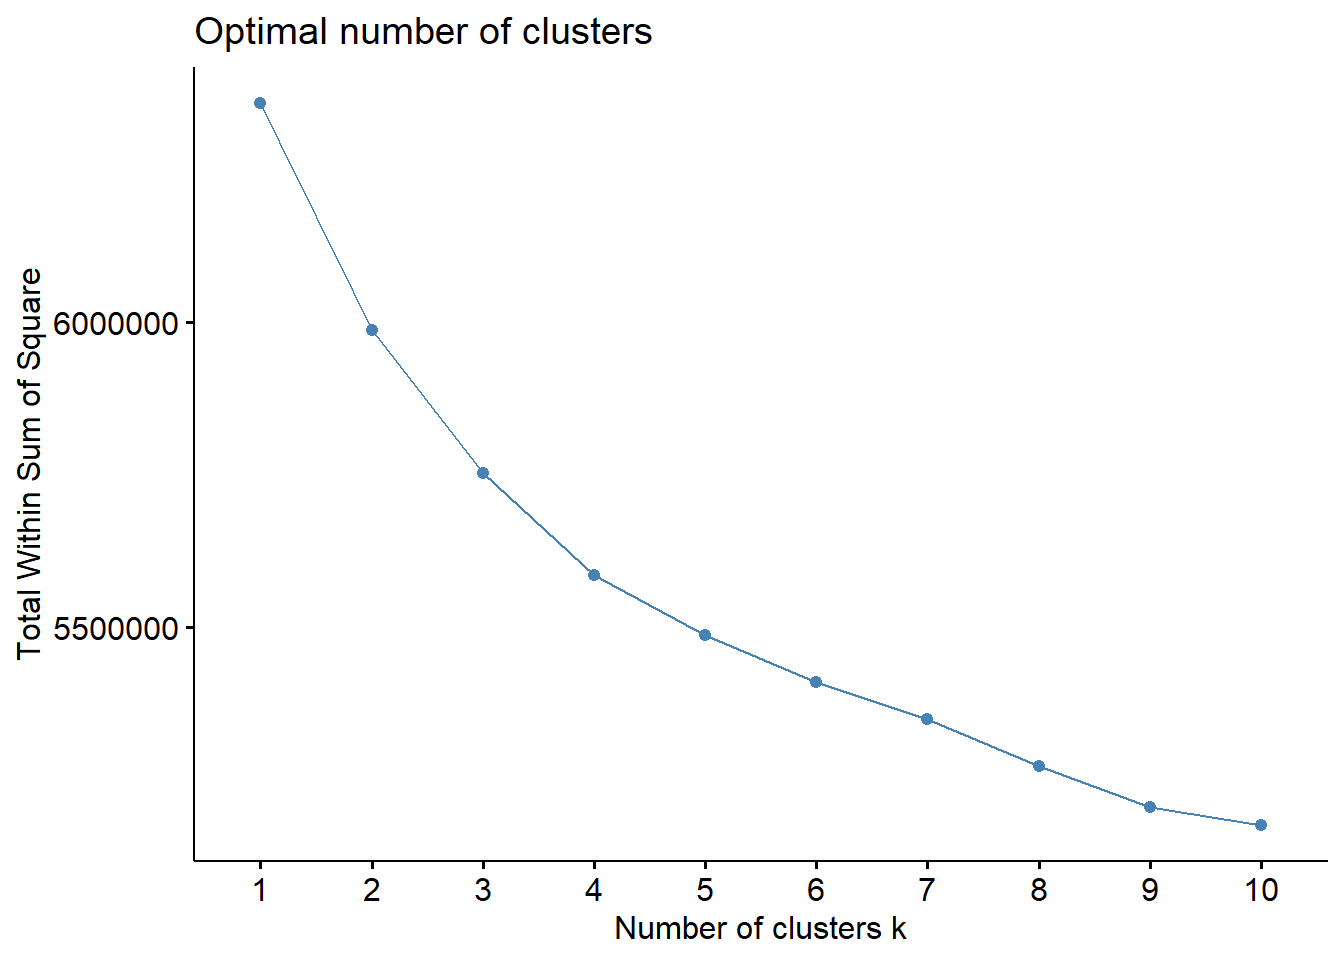 Optimal number of clusters
Total Within Sum of Square
6000000
5500000
1 2 3 4 5 6 7 8 9 10
Number of clusters k